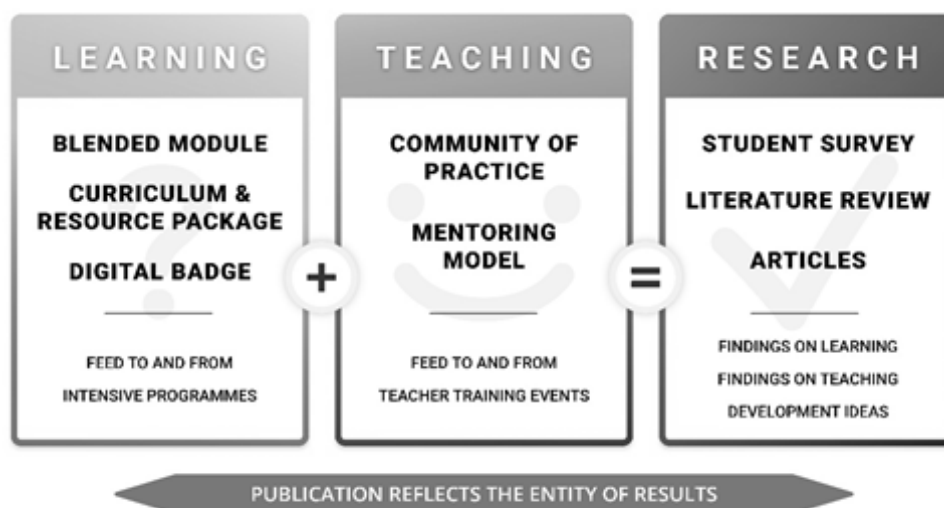 LEARNING
BLENDED MODULE
CURRICULUM &
RESOURCE PACKAGE
DIGITAL BADGE
FEED TO AND FROM
INTENSIVE PROGRAMMES
+
TEACHING
COMMUNITY OF
PRACTICE
MENTORING
MODEL
FEED TO AND FROM
TEACHER TRAINING EVENTS
=
RESEARCH
STUDENT SURVEY
LITERATURE REVIEW
ARTICLES
FINDINGS ON LEARNING
FINDINGS ON TEACHING
DEVELOPMENT IDEAS
PUBLICATION REFLECTS THE ENTITY OF RESULTS